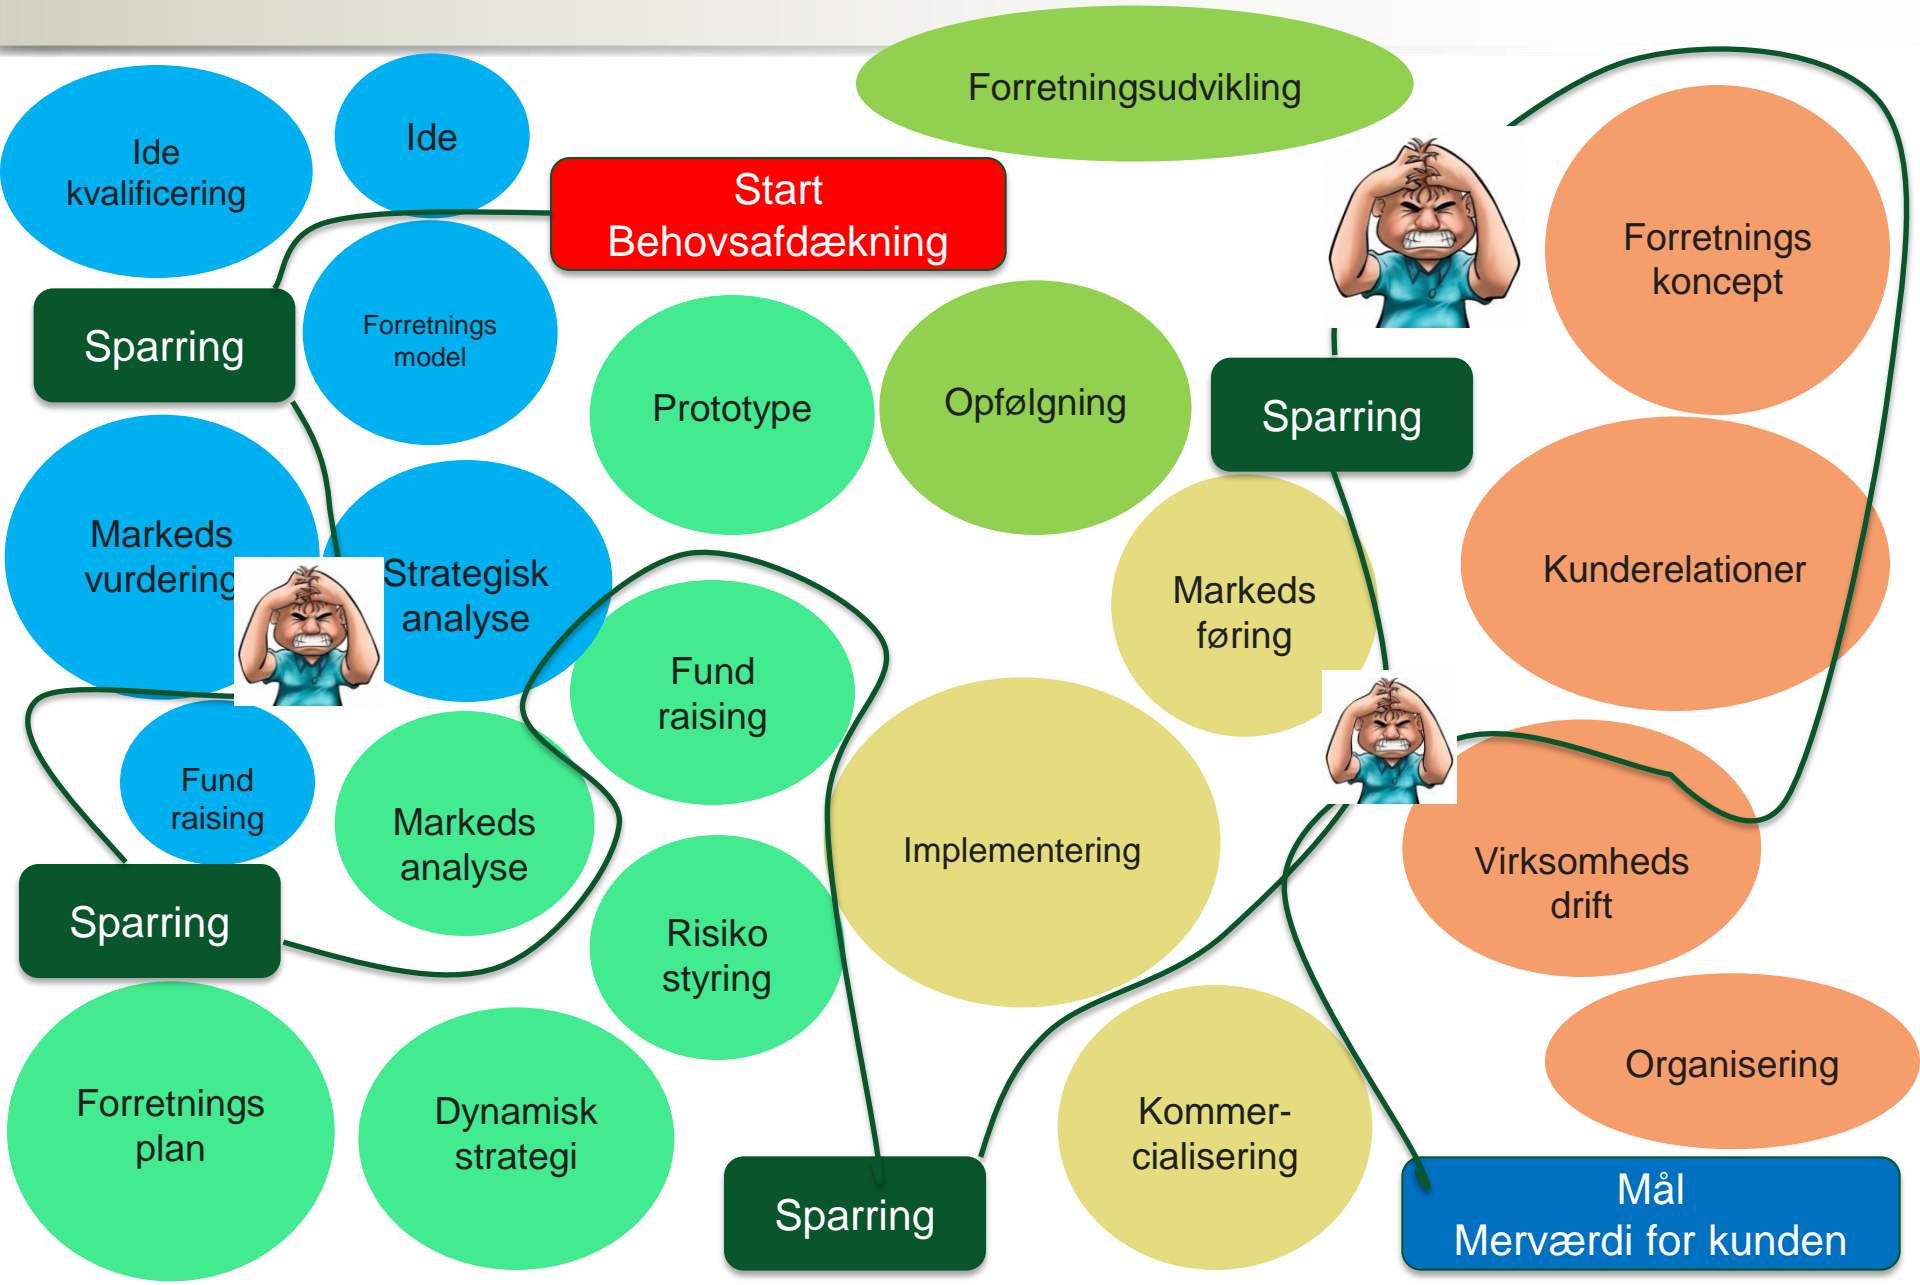 Forretningsudvikling
Ide
Ide
kvalificering
Start
Behovsafdækning
Forretnings
koncept
Sparring
Forretnings
model
Prototype
Opfølgning
Sparring
Markeds
vurdering
Strategisk
analyse
Markeds
føring
Kunderelationer
Fund
raising
Fund
raising
Markeds
analyse
Implementering
Virksomheds
drift
Sparring
Risiko
styring
Organisering
Forretnings
plan
Dynamisk
strategi
Kommer-
cialisering
Sparring
Mål
Merværdi for kunden